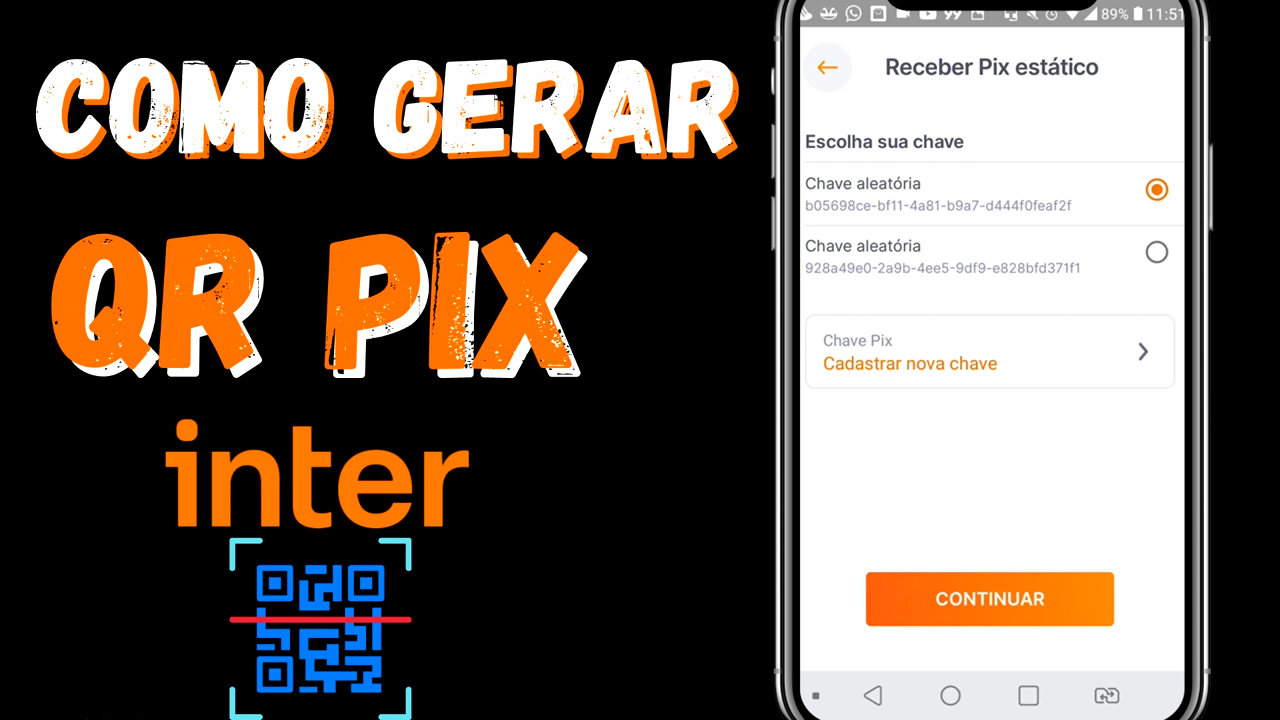 COMO GERAR
QR PIX
inter
89% 11:51
Receber Pix estático
Escolha sua chave
Chave aleatória
b05698ce-bf11-4a81-b9a7-d444f0feaf2f
Chave aleatória
928a49e0-2a9b-4ee5-9df9-e828bfd371f1
Chave Pix
Cadastrar nova chave
CONTINUAR